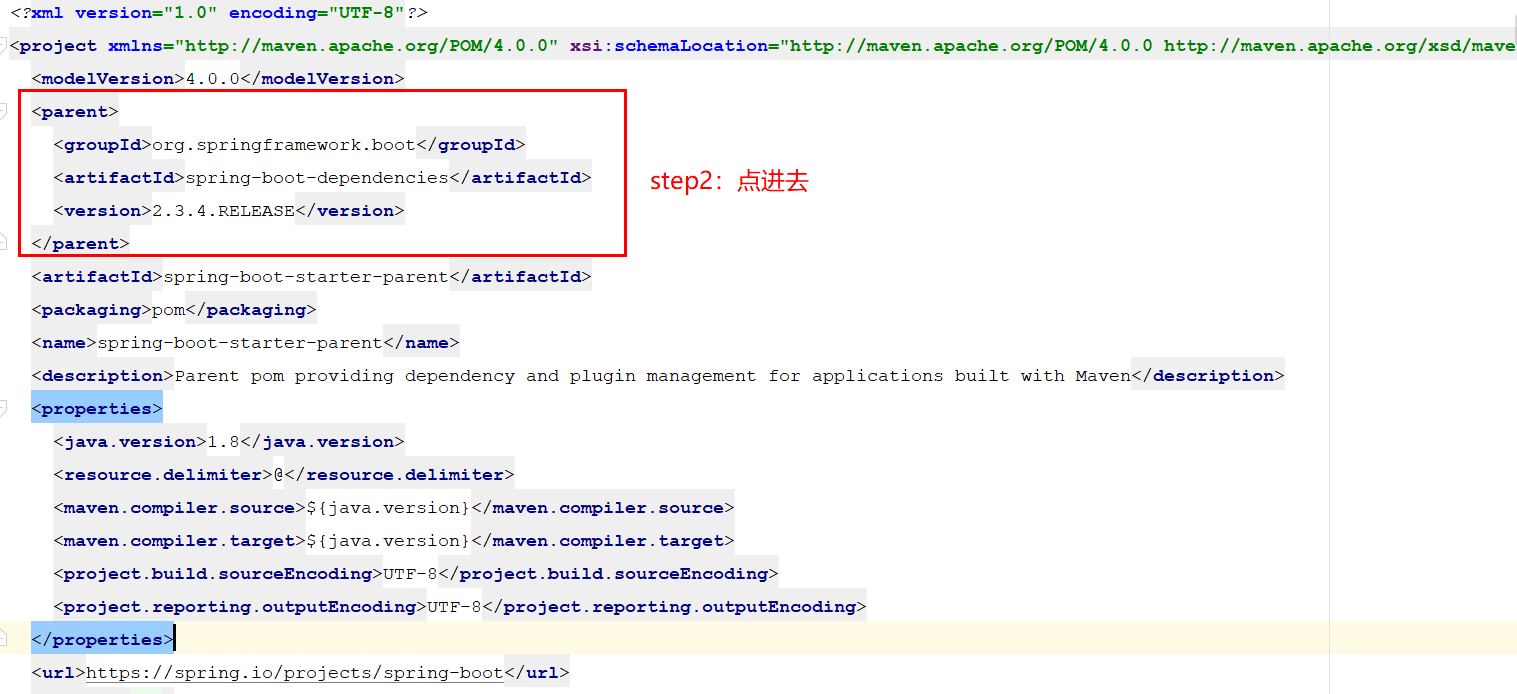 <?xml version="1.0" encoding="UTF-8"?>
<project xmlns="http://maven.apache.org/POM/4.0.0" xsi:schemaLocation="http://maven.apache.org/POM/4.0.0 http://maven.apache.org/xsd/mave
<modelVersion>4.0.0</modelVersion>
<parent>
<groupId>org.springframework.boot</groupId>
<artifactId>spring-boot-dependencies</artifactId>
step2：点进去
<version>2.3.4.RELEASE</version>
</parent>
<artifactId>spring-boot-starter-parent</artifactId>
<packaging>pom</packaging>
<name>spring-boot-starter-parent</name>
<description>Parent pom providing dependency and plugin management for applications built with Maven</description>
<properties>
<java.version>1.8</java.version>
<resource.delimiter>@</resource.delimiter>
<maven.compiler.source>${java.version}</maven.compiler.source>
<maven.compiler.target>${java.version}</maven.compiler.target>
<project.build.sourceEncoding>UTF-8</project.build.sourceEncoding>
<project.reporting.outputEncoding>UTF-8</project.reporting.outputEncoding>
</properties>
<url>https://spring.io/projects/spring-boot</url>